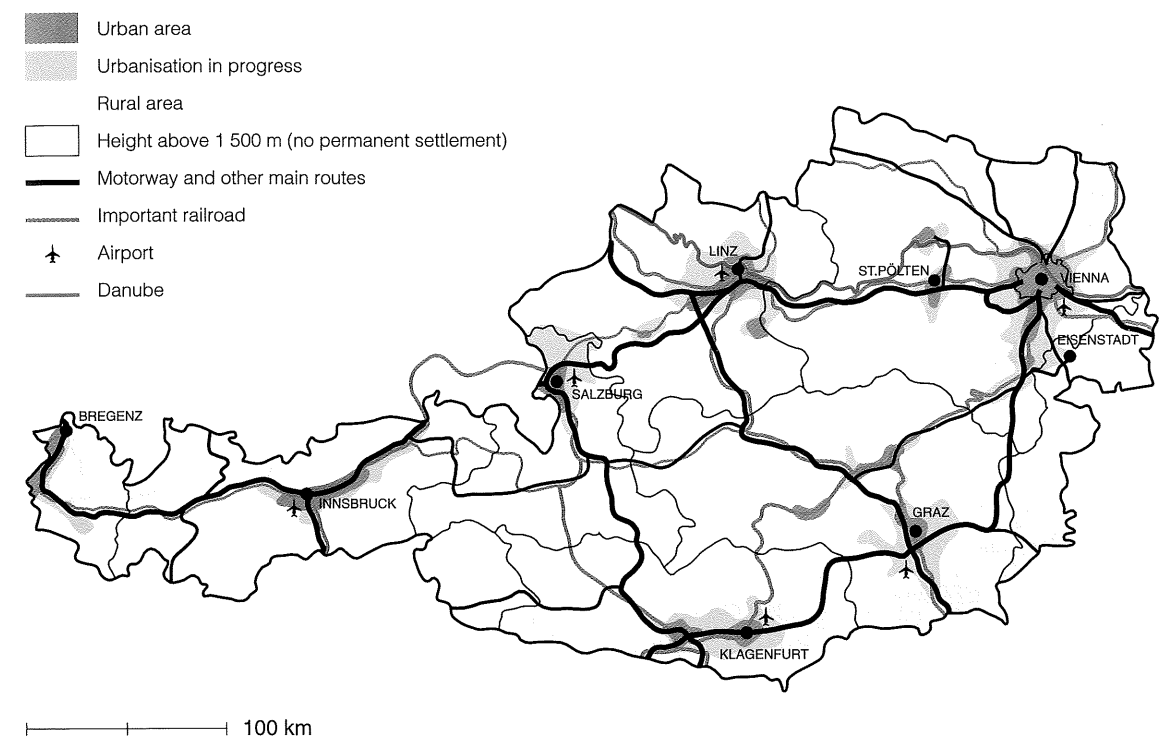 Urban area
Urbanisation in progress
Rural area
Height above 1 500 m (no permanent settlement)
Motorway and other main routes
Important railroad
Airport
Danube
LINZ
ST.PÖLTEN
VIENNA
EISENSTADT
SALZBURG
BREGENZ
INNSBRUCK
GRAZ
KLAGENFURT
100 km